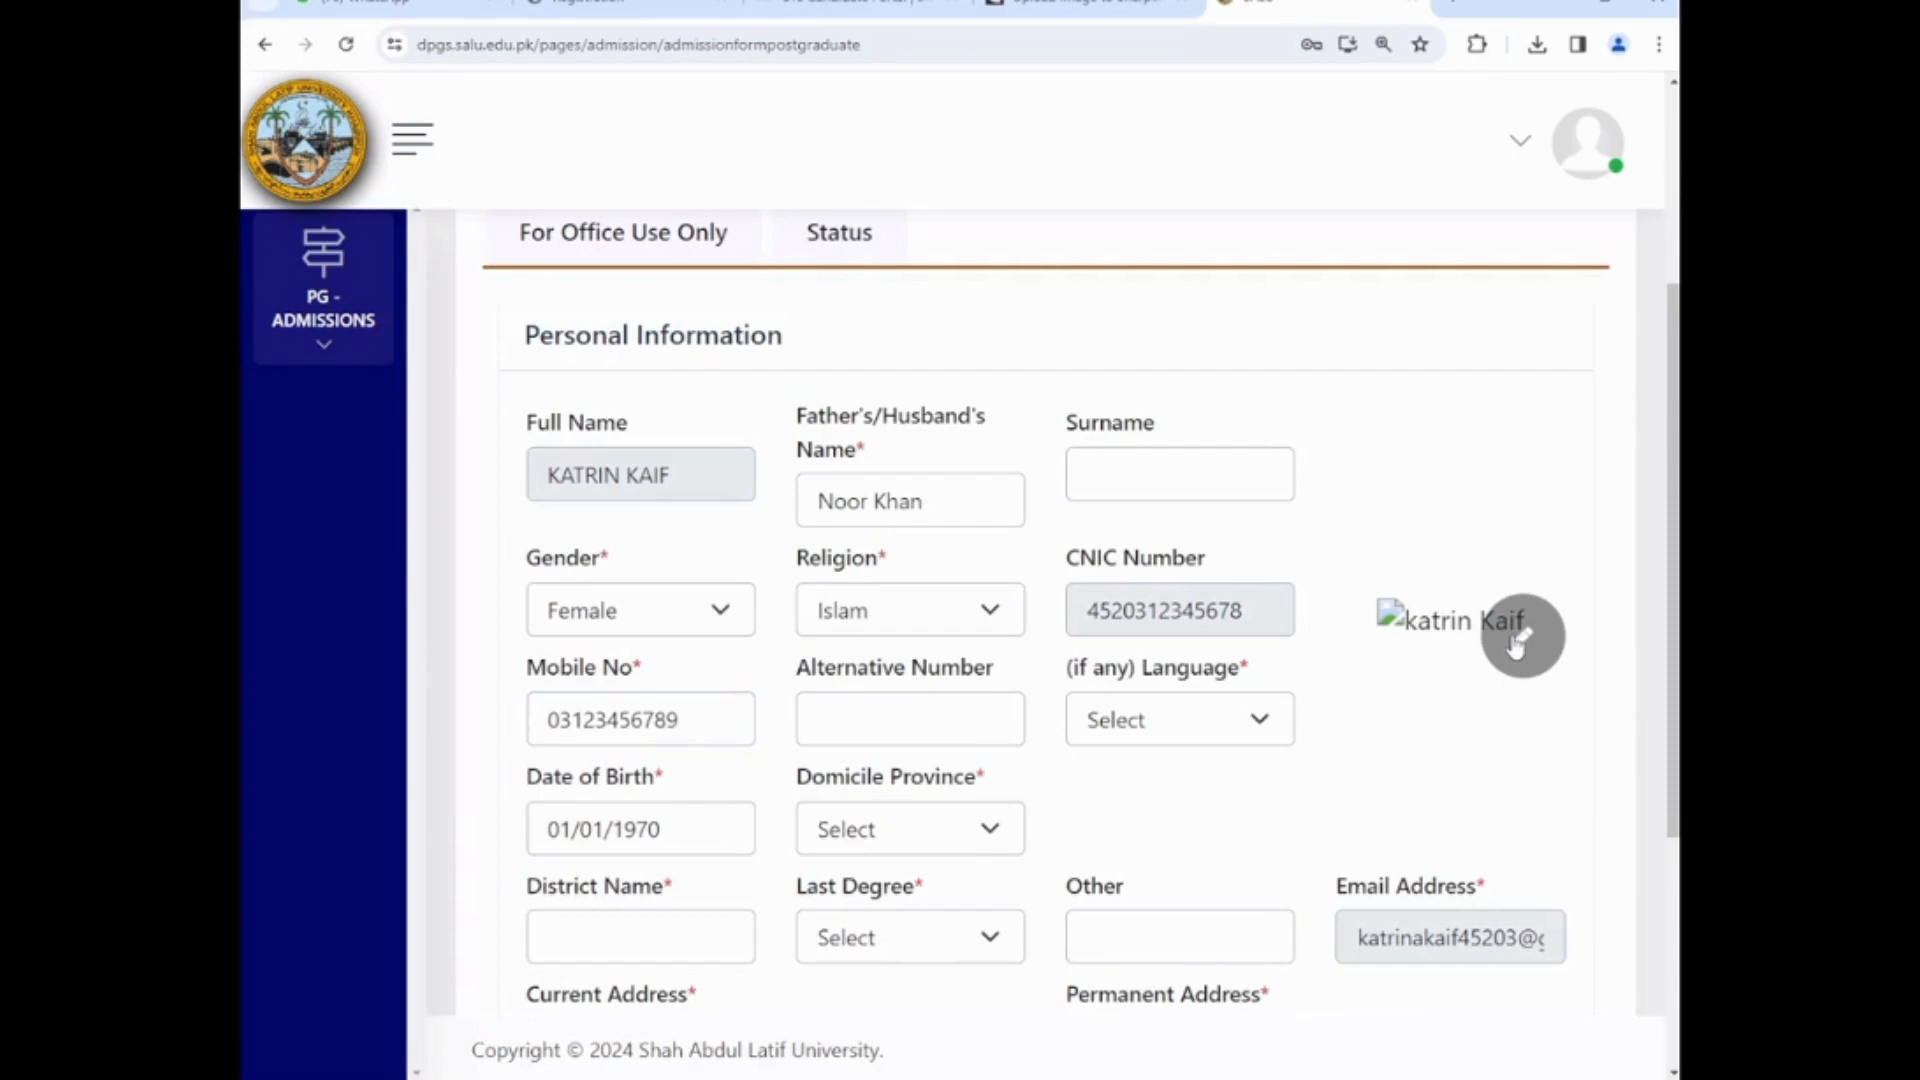 dpgs.salu.edu.pk/pages/admission/admissionformpostgraduate
PG -
ADMISSIONS
For Office Use Only
Status
Personal Information
Full Name
Father's/Husband's
Name*
Surname
KATRIN KAIF
Noor Khan
Gender*
Religion*
CNIC Number
Female
Islam
4520312345678
katrin Kaif
Mobile No*
Alternative Number
(if any) Language*
03123456789
Select
Date of Birth*
Domicile Province*
01/01/1970
Select
District Name*
Last Degree*
Other
Email Address*
Select
katrinakaif45203@g
Current Address*
Permanent Address*
Copyright © 2024 Shah Abdul Latif University.